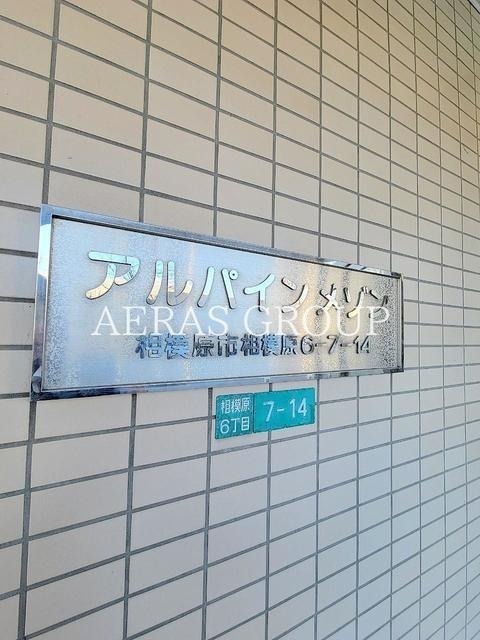 アルパインメゾン
AERAS GROUP
相模原市相模原6-7-14
相模原
6丁目
7-14